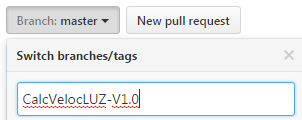 Branch: master New pull request
Switch branches/tags
CalcVelocLUZ-V1.0